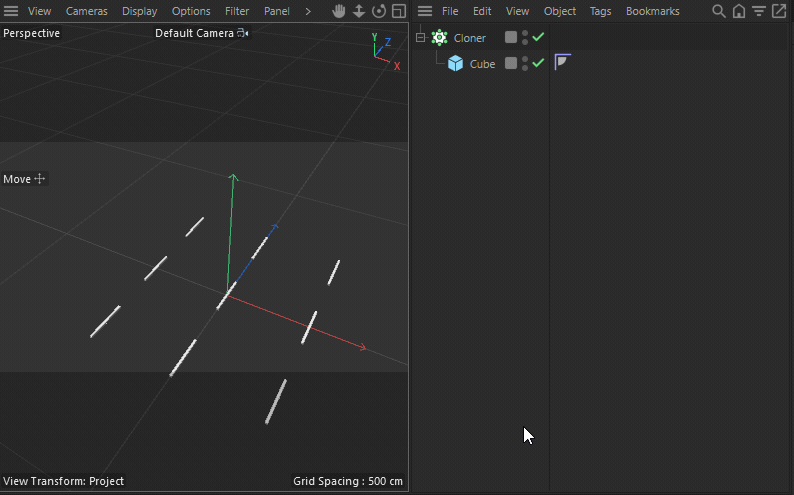 View Cameras Display Options Filter Panel
File Edit View Object Tags Bookmarks
Perspective
Default Camera
Y
Z
X
Cloner
Cube
Move
View Transform: Project
Grid Spacing : 500 cm